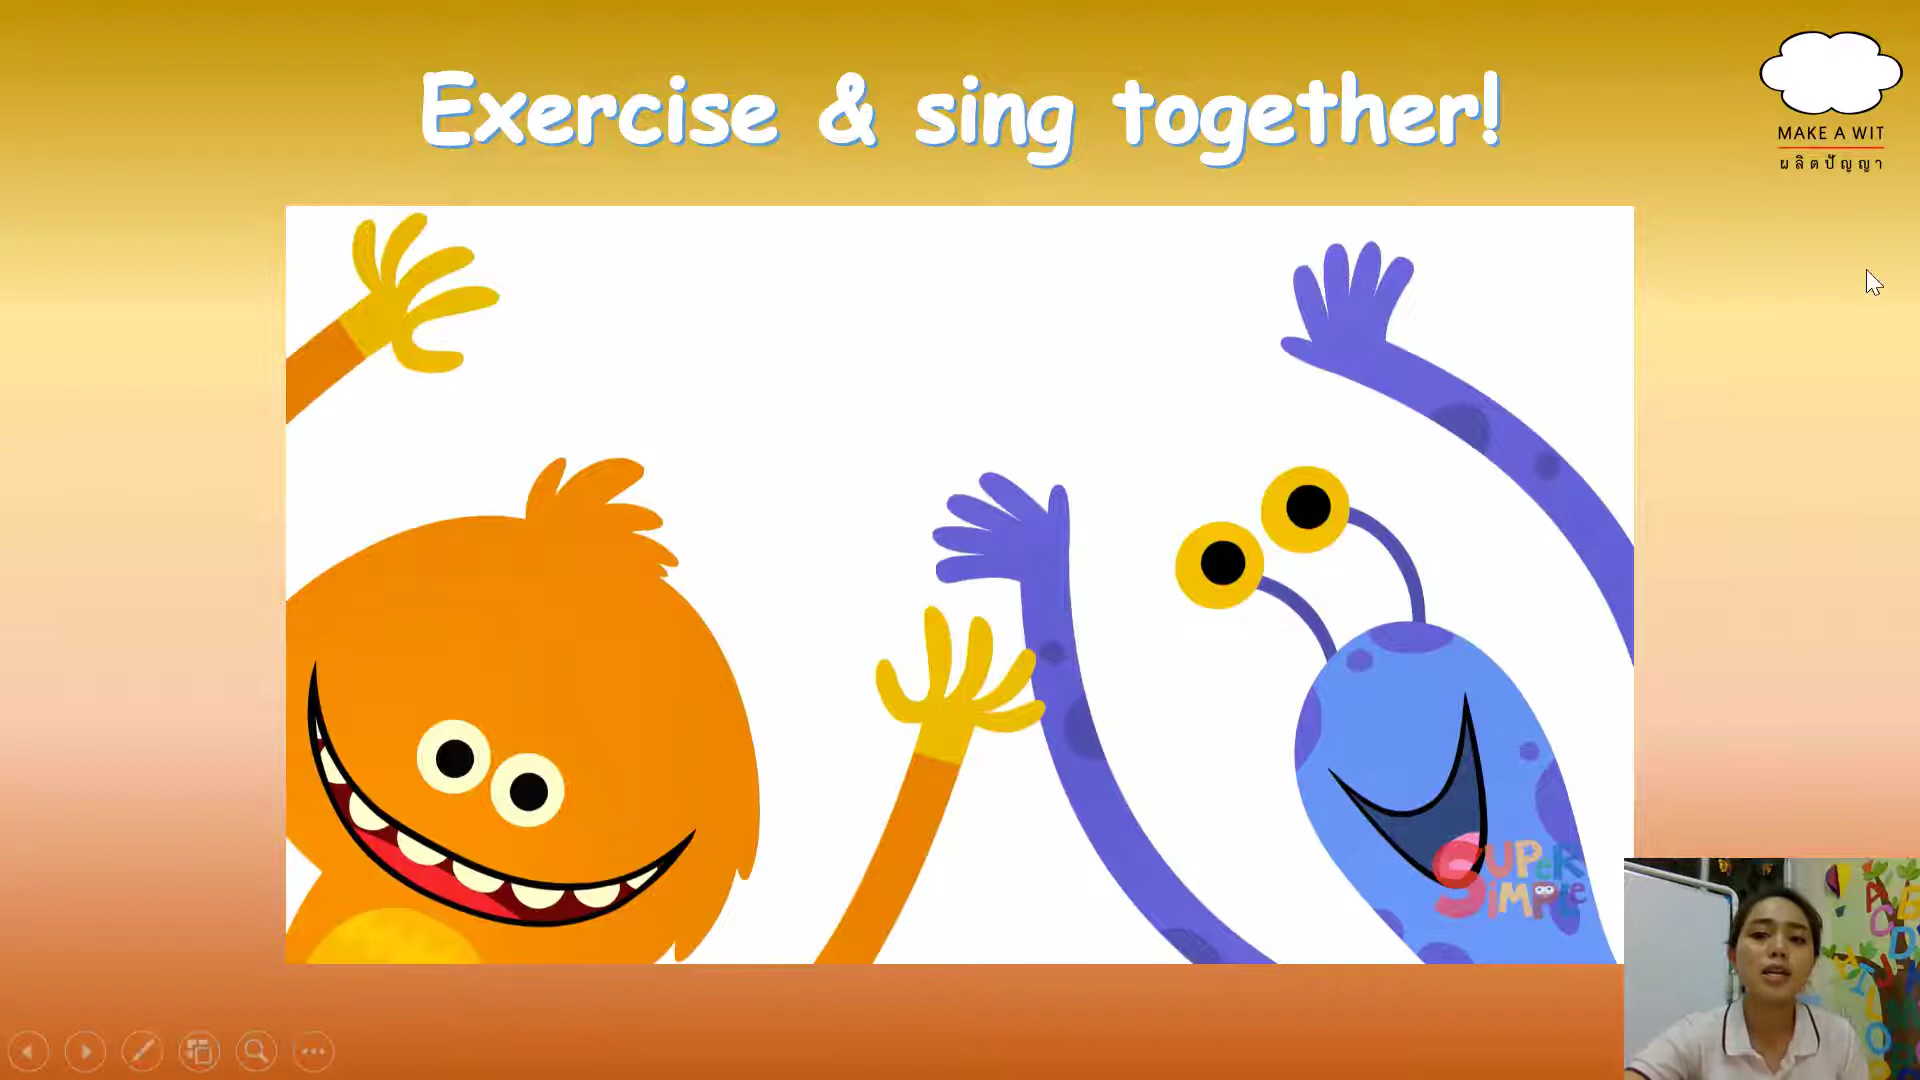 Exercise & sing together!
MAKE A WIT
ผลิตปัญญา
SUPER
SiMPLE